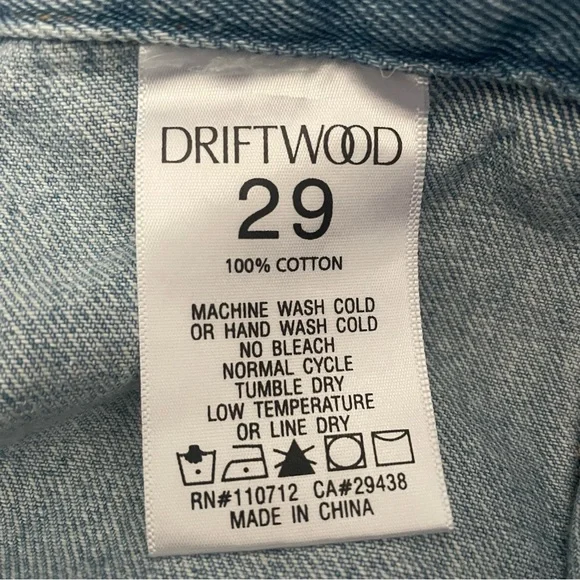 DRIFTWOOD
29
100% COTTON
MACHINE WASH COLD
OR HAND WASH COLD
NO BLEACH
NORMAL CYCLE
TUMBLE DRY
LOW TEMPERATURE
OR LINE DRY
RN#110712 CA#29438
MADE IN CHINA